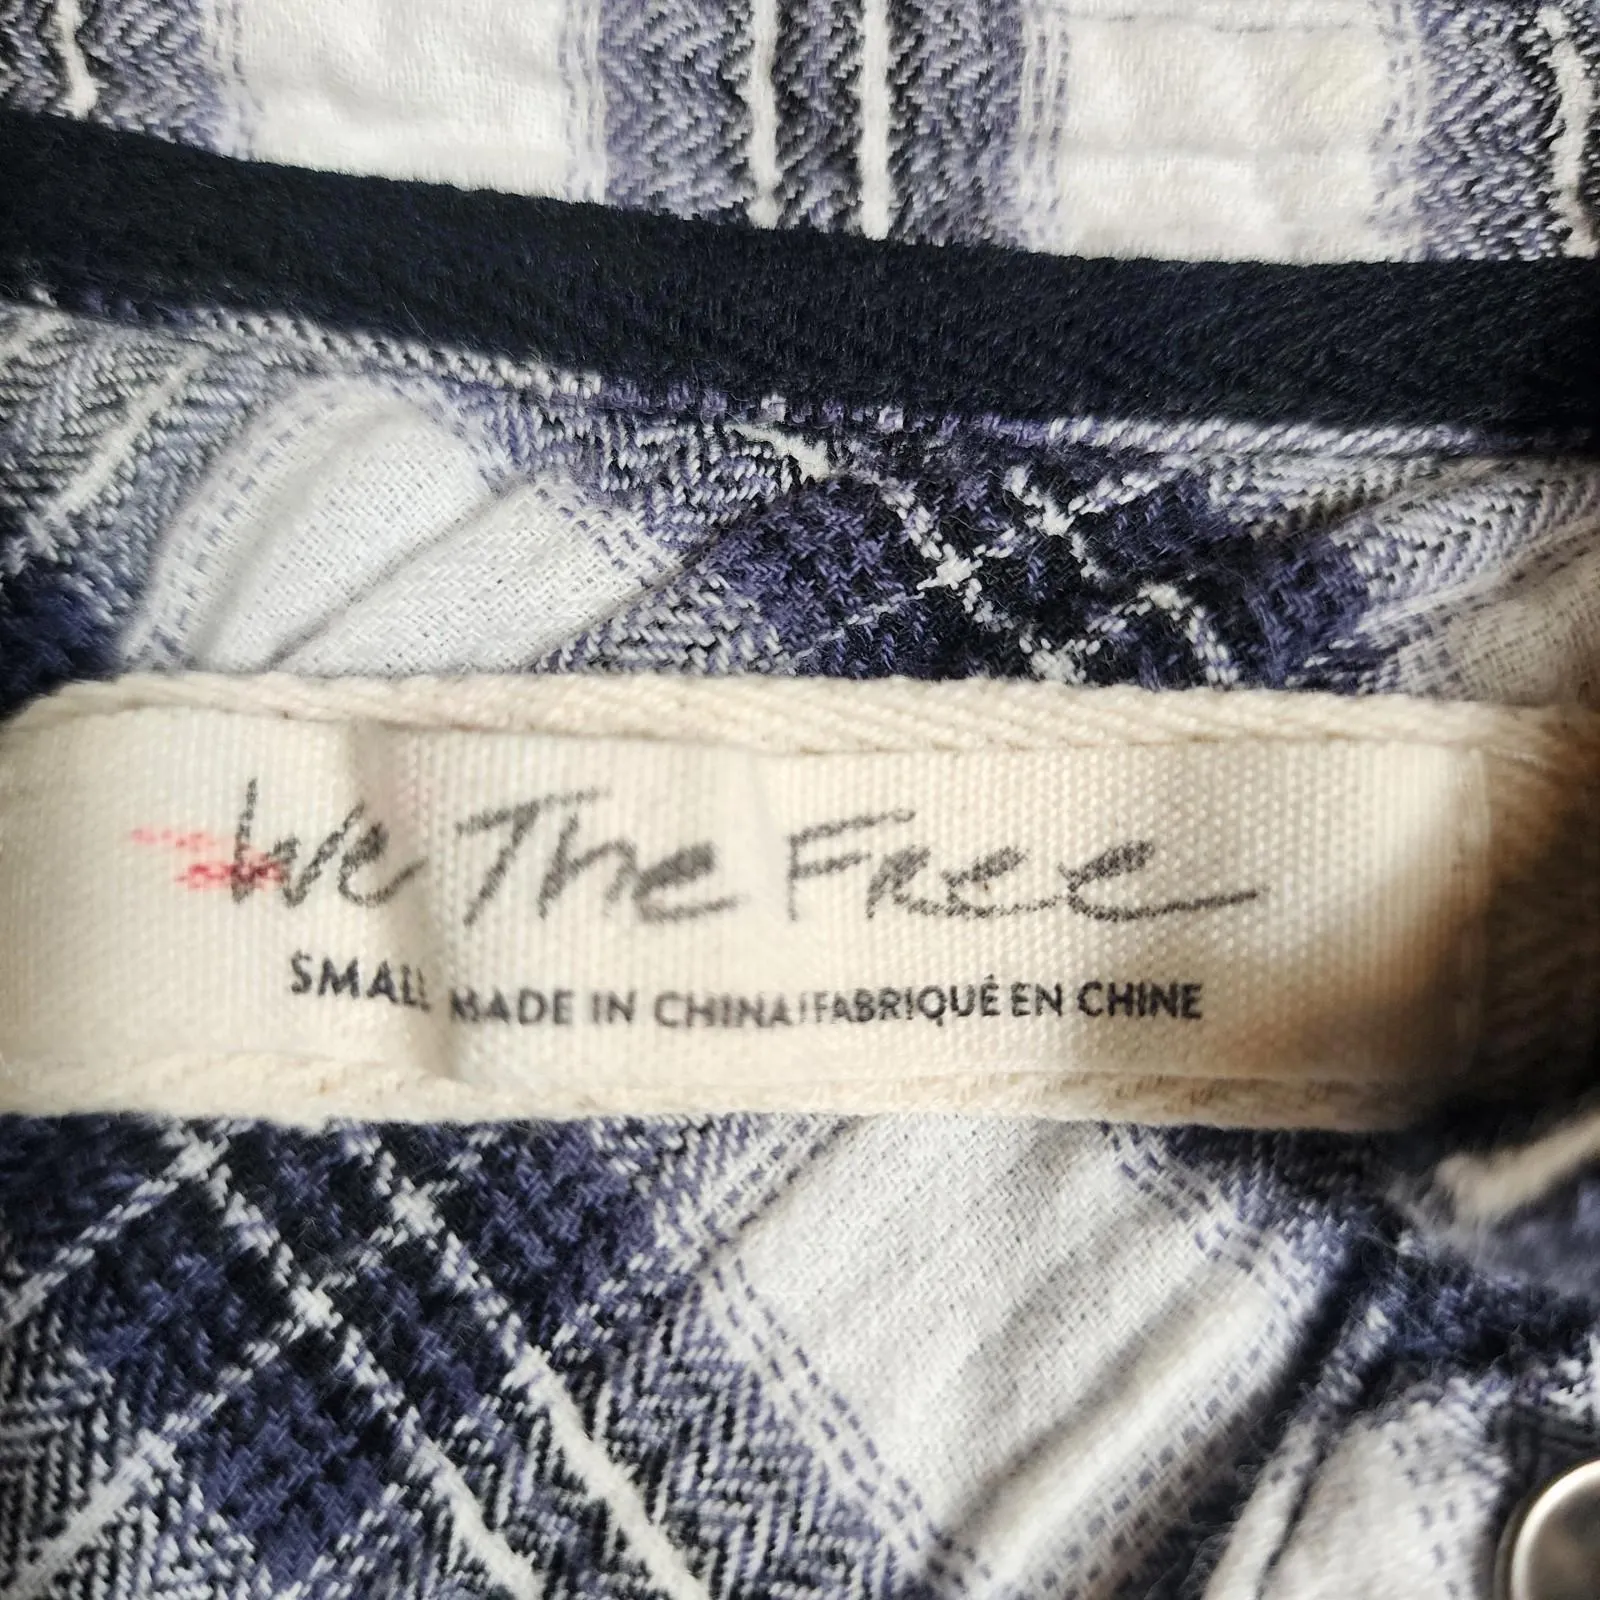 We The Free
SMALL MADE IN CHINA/FABRIQUÉ EN CHINE